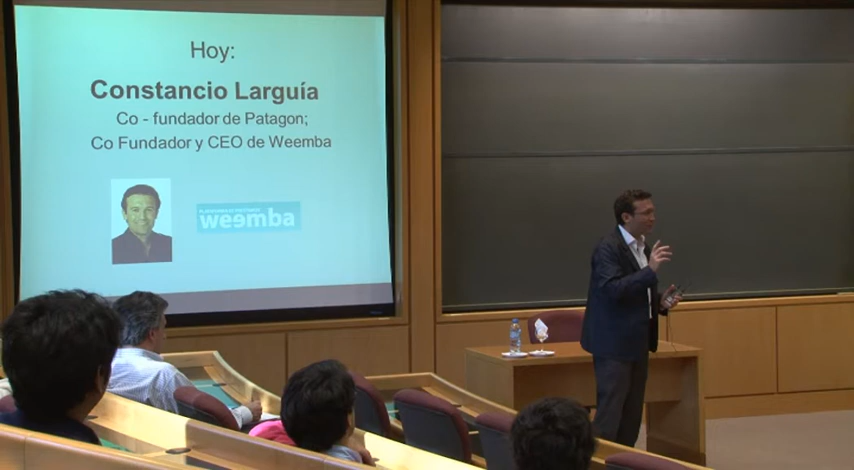 Hoy:
Constancio Larguía
Co - fundador de Patagon;
Co Fundador y CEO de Weemba
weemba